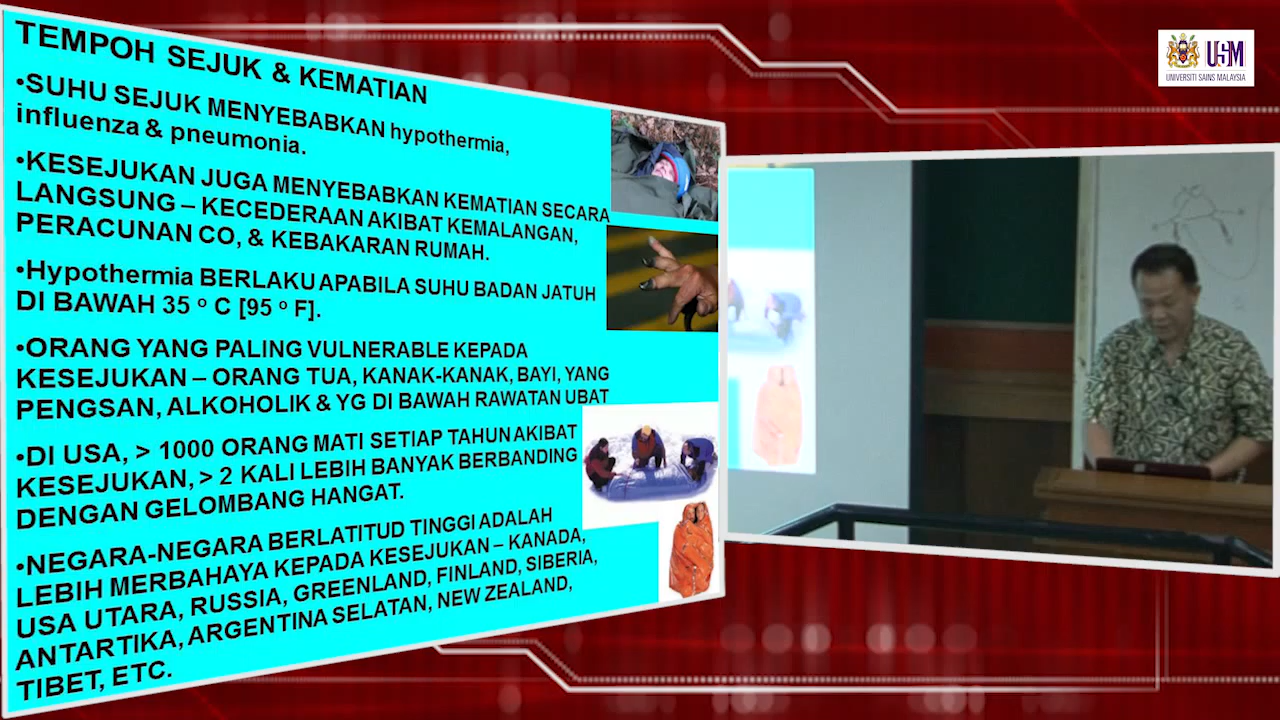 TEMPOH SEJUK & KEMATIAN
•SUHU SEJUK MENYEBABKAN hypothermia,
influenza & pneumonia.
•KESEJUKAN JUGA MENYEBABKAN KEMATIAN SECARA
LANGSUNG – KECEDERAAN AKIBAT KEMALANGAN,
PERACUNAN CO, & KEBAKARAN RUMAH.
•Hypothermia BERLAKU APABILA SUHU BADAN JATUH
DI BAWAH 35 º C [95 º F].
•ORANG YANG PALING VULNERABLE KEPADA
KESEJUKAN – ORANG TUA, KANAK-KANAK, BAYI, YANG
PENGSAN, ALKOHOLIK & YG DI BAWAH RAWATAN UBAT
•DI USA, > 1000 ORANG MATI SETIAP TAHUN AKIBAT
KESEJUKAN, > 2 KALI LEBIH BANYAK BERBANDING
DENGAN GELOMBANG HANGAT.
•NEGARA-NEGARA BERLATITUD TINGGI ADALAH
LEBIH MERBAHAYA KEPADA KESEJUKAN – KANADA,
USA UTARA, RUSSIA, GREENLAND, FINLAND, SIBERIA,
ANTARTIKA, ARGENTINA SELATAN, NEW ZEALAND,
TIBET, ETC.
USM
UNIVERSITI SAINS MALAYSIA